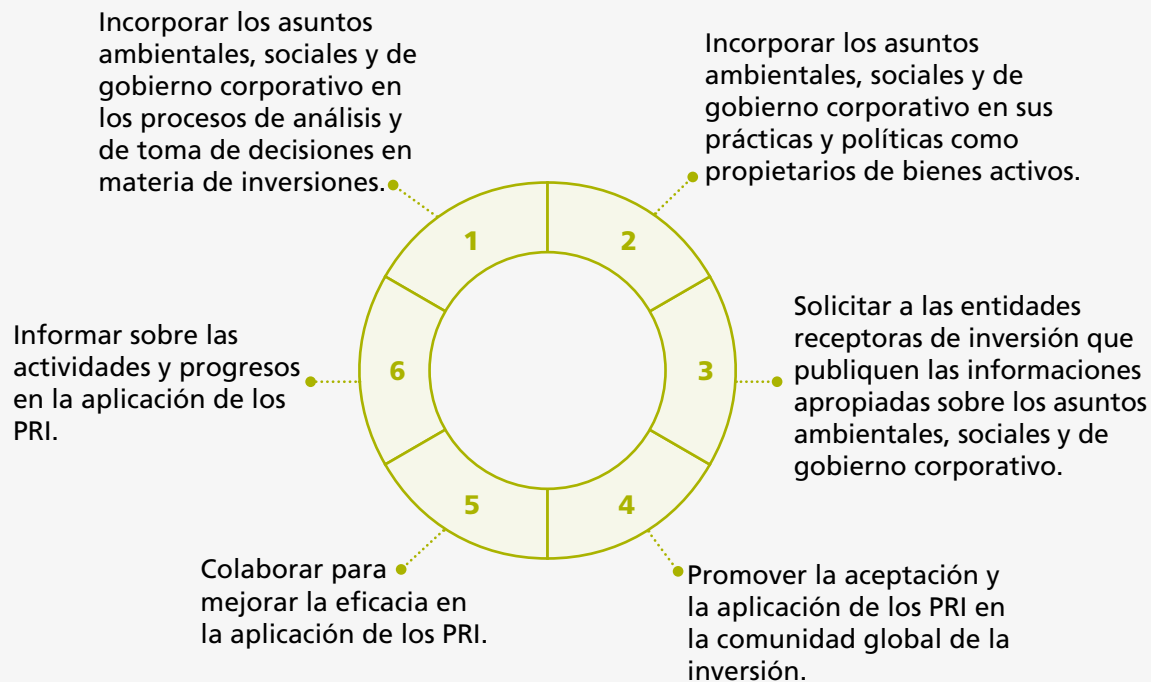 Incorporar los asuntos
ambientales, sociales y de
gobierno corporativo en
los procesos de análisis y
de toma de decisiones en
materia de inversiones.
1
Incorporar los asuntos
ambientales, sociales y de
gobierno corporativo en sus
prácticas y políticas como
propietarios de bienes activos.
2
Solicitar a las entidades
receptoras de inversión que
publiquen las informaciones
apropiadas sobre los asuntos
ambientales, sociales y de
gobierno corporativo.
3
Promover la aceptación y
la aplicación de los PRI en
la comunidad global de la
inversión.
4
Colaborar para
mejorar la eficacia en
la aplicación de los PRI.
5
Informar sobre las
actividades y progresos
en la aplicación de los
PRI.
6